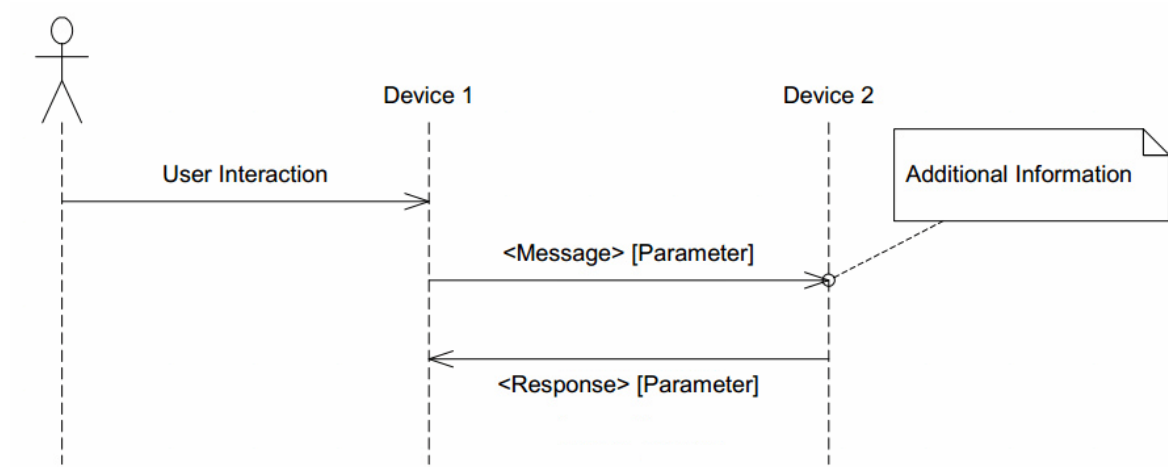 Device 1
Device 2
User Interaction
Additional Information
<Message> [Parameter]
<Response> [Parameter]